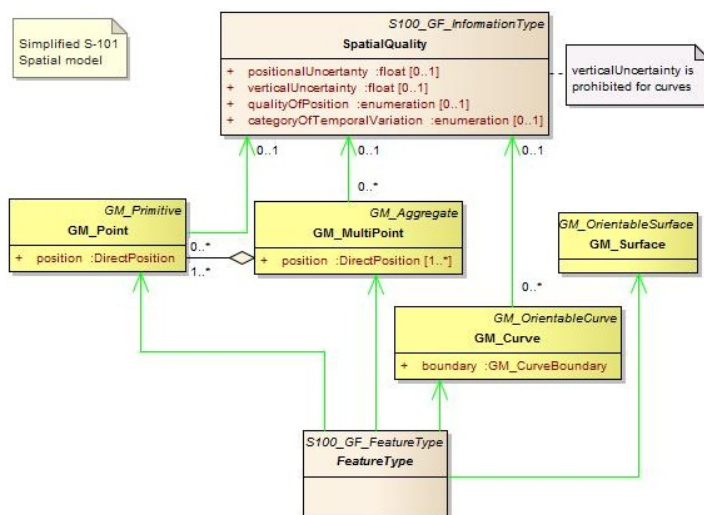 Simplified S-101
Spatial model
S100_GF_InformationType
SpatialQuality
+ positionalUncertanty :float [0..1]
+ verticalUncertainty :float [0..1]
+ qualityOfPosition :enumeration [0..1]
+ categoryOfTemporalVariation :enumeration [0..1]
verticalUncertainty is
prohibited for curves
0..1
0..1
0..1
0..*
GM_Primitive
GM_Point
+ position :DirectPosition
0..*
1..*
GM_Aggregate
GM_MultiPoint
+ position :DirectPosition [1..*]
GM_OrientableSurface
GM_Surface
0..*
GM_OrientableCurve
GM_Curve
+ boundary :GM_CurveBoundary
S100_GF_FeatureType
FeatureType